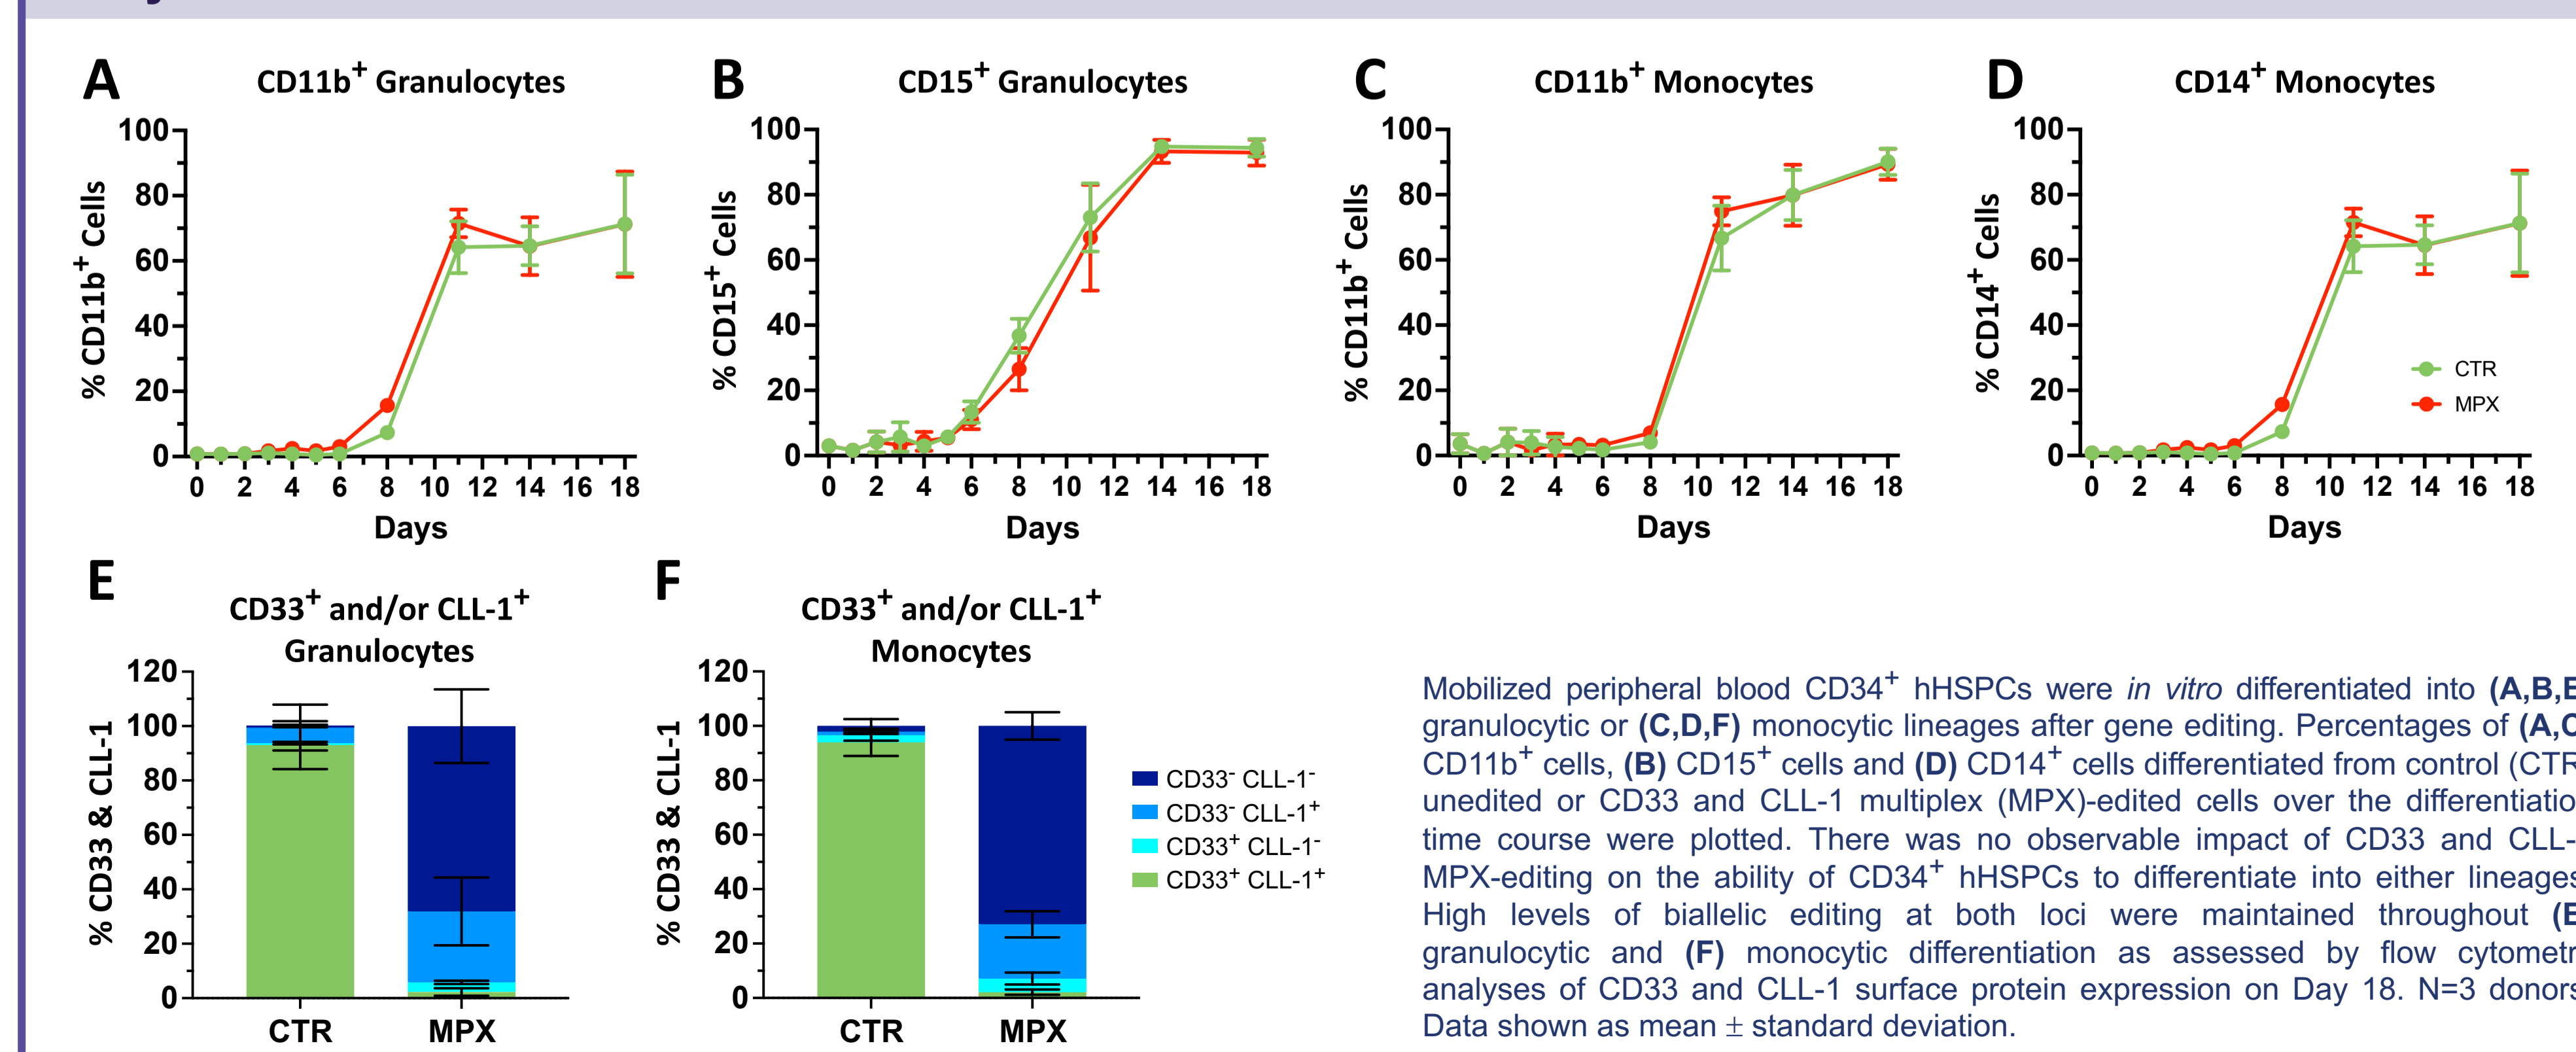 A
CD11b⁺ Granulocytes
% CD11b⁺ Cells
100
80
60
40
20
0
0 2 4 6 8 10 12 14 16 18
Days
B
CD15⁺ Granulocytes
% CD15⁺ Cells
100
80
60
40
20
0
0 2 4 6 8 10 12 14 16 18
Days
C
CD11b⁺ Monocytes
% CD11b⁺ Cells
100
80
60
40
20
0
0 2 4 6 8 10 12 14 16 18
Days
D
CD14⁺ Monocytes
% CD14⁺ Cells
100
80
60
40
20
0
0 2 4 6 8 10 12 14 16 18
Days
CTR
MPX
E
CD33⁺ and/or CLL-1⁺
Granulocytes
% CD33 & CLL-1
120
100
80
60
40
20
0
CTR MPX
F
CD33⁺ and/or CLL-1⁺
Monocytes
% CD33 & CLL-1
120
100
80
60
40
20
0
CTR MPX
CD33⁻ CLL-1⁻
CD33⁻ CLL-1⁺
CD33⁺ CLL-1⁻
CD33⁺ CLL-1⁺
Mobilized peripheral blood CD34⁺ hHSPCs were in vitro differentiated into (A,B,E
granulocytic or (C,D,F) monocytic lineages after gene editing. Percentages of (A,C
CD11b⁺ cells, (B) CD15⁺ cells and (D) CD14⁺ cells differentiated from control (CTR
unedited or CD33 and CLL-1 multiplex (MPX)-edited cells over the differentiatio
time course were plotted. There was no observable impact of CD33 and CLL-
MPX-editing on the ability of CD34⁺ hHSPCs to differentiate into either lineages
High levels of biallelic editing at both loci were maintained throughout (E
granulocytic and (F) monocytic differentiation as assessed by flow cytometr
analyses of CD33 and CLL-1 surface protein expression on Day 18. N=3 donors
Data shown as mean ± standard deviation.